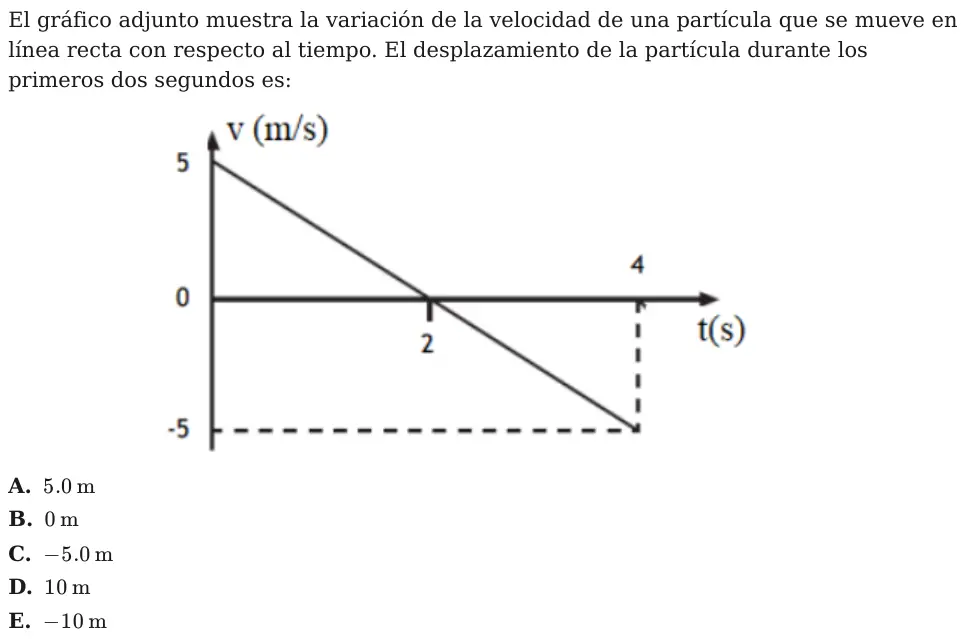 El gráfico adjunto muestra la variación de la velocidad de una partícula que se mueve en
línea recta con respecto al tiempo. El desplazamiento de la partícula durante los
primeros dos segundos es:
v (m/s)
5
4
0
t(s)
2
-5
A. 5.0 m
B. 0 m
C. −5.0 m
D. 10 m
E. −10 m